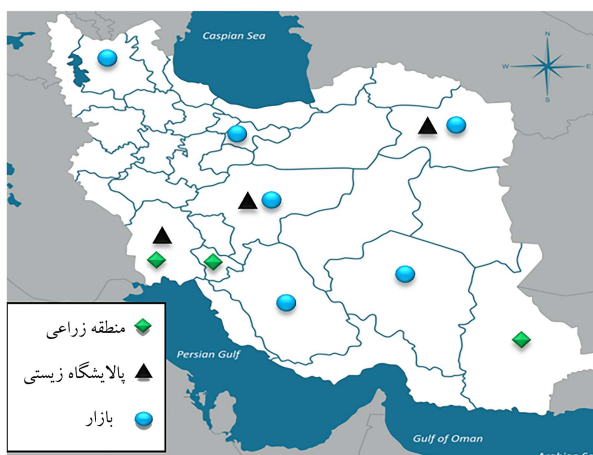 Caspian Sea
N
W
E
S
منطقه زراعی
پالایشگاه زیستی
بازار
Persian Gulf
Gulf of Oman